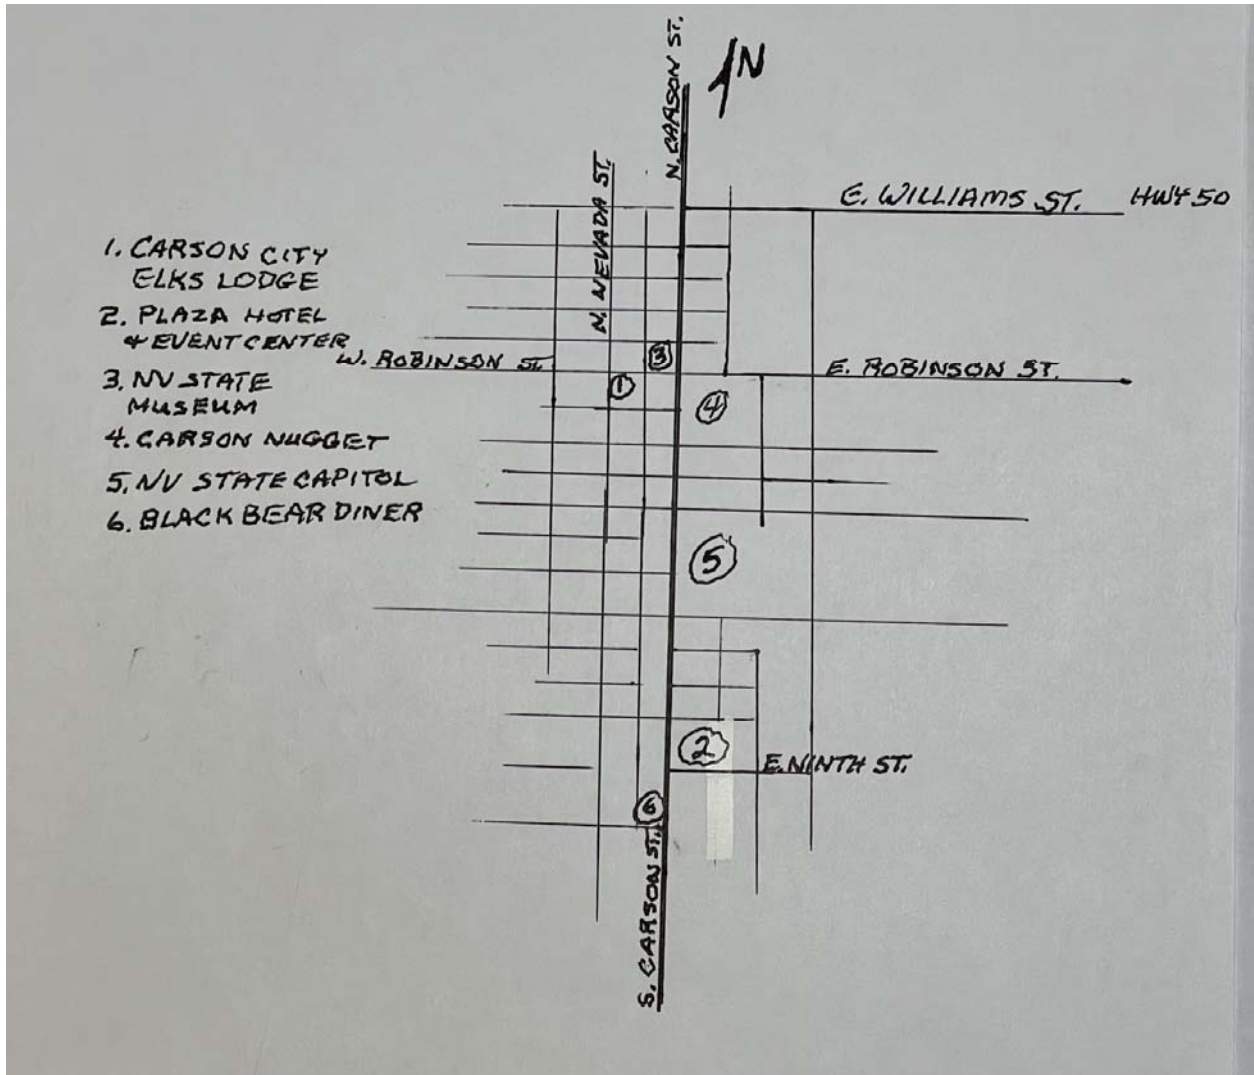 N. CARSON ST.
N
N. NEVADA ST.
E. WILLIAMS ST. HWY 50
1. CARSON CITY
ELKS LODGE
2. PLAZA HOTEL
& EVENT CENTER
3. NV STATE
MUSEUM
4. CARSON NUGGET
5. NV STATE CAPITOL
6. BLACK BEAR DINER
W. ROBINSON St.
E. ROBINSON ST.
3
1
4
5
2
E. NINTH ST.
6
S. CARSON ST.